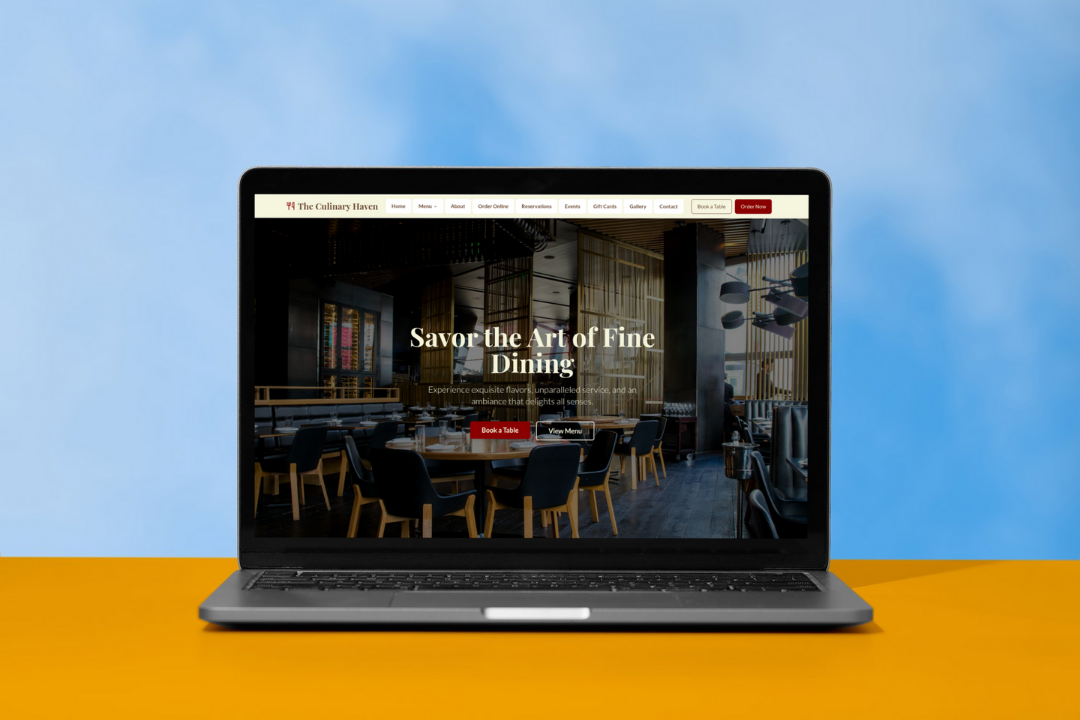 The Culinary Haven
Home
Menu
About
Order Online
Reservations
Events
Gift Cards
Gallery
Contact
Book a Table
Order Now
Savor the Art of Fine
Dining
Experience exquisite flavors, unparalleled service, and an
ambiance that delights all senses.
Book a Table
View Menu